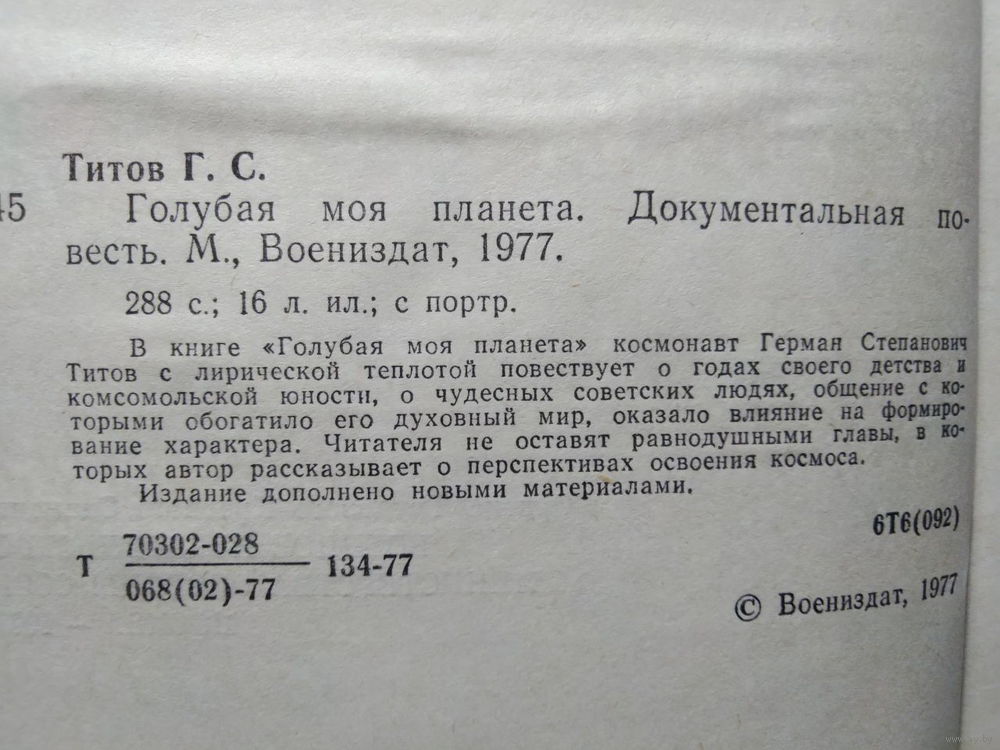 Титов Г. С.
45 Голубая моя планета. Документальная по-
весть. М., Воениздат, 1977.
288 с.; 16 л. ил.; с портр.
В книге «Голубая моя планета» космонавт Герман Степанович
Титов с лирической теплотой повествует о годах своего детства и
комсомольской юности, о чудесных советских людях, общение с ко-
торыми обогатило его духовный мир, оказало влияние на формиро-
вание характера. Читателя не оставят равнодушными главы, в ко-
торых автор рассказывает о перспективах освоения космоса.
Издание дополнено новыми материалами.
6Т6(092)
Т 70302-028
068(02)-77 134-77
© Воениздат, 1977